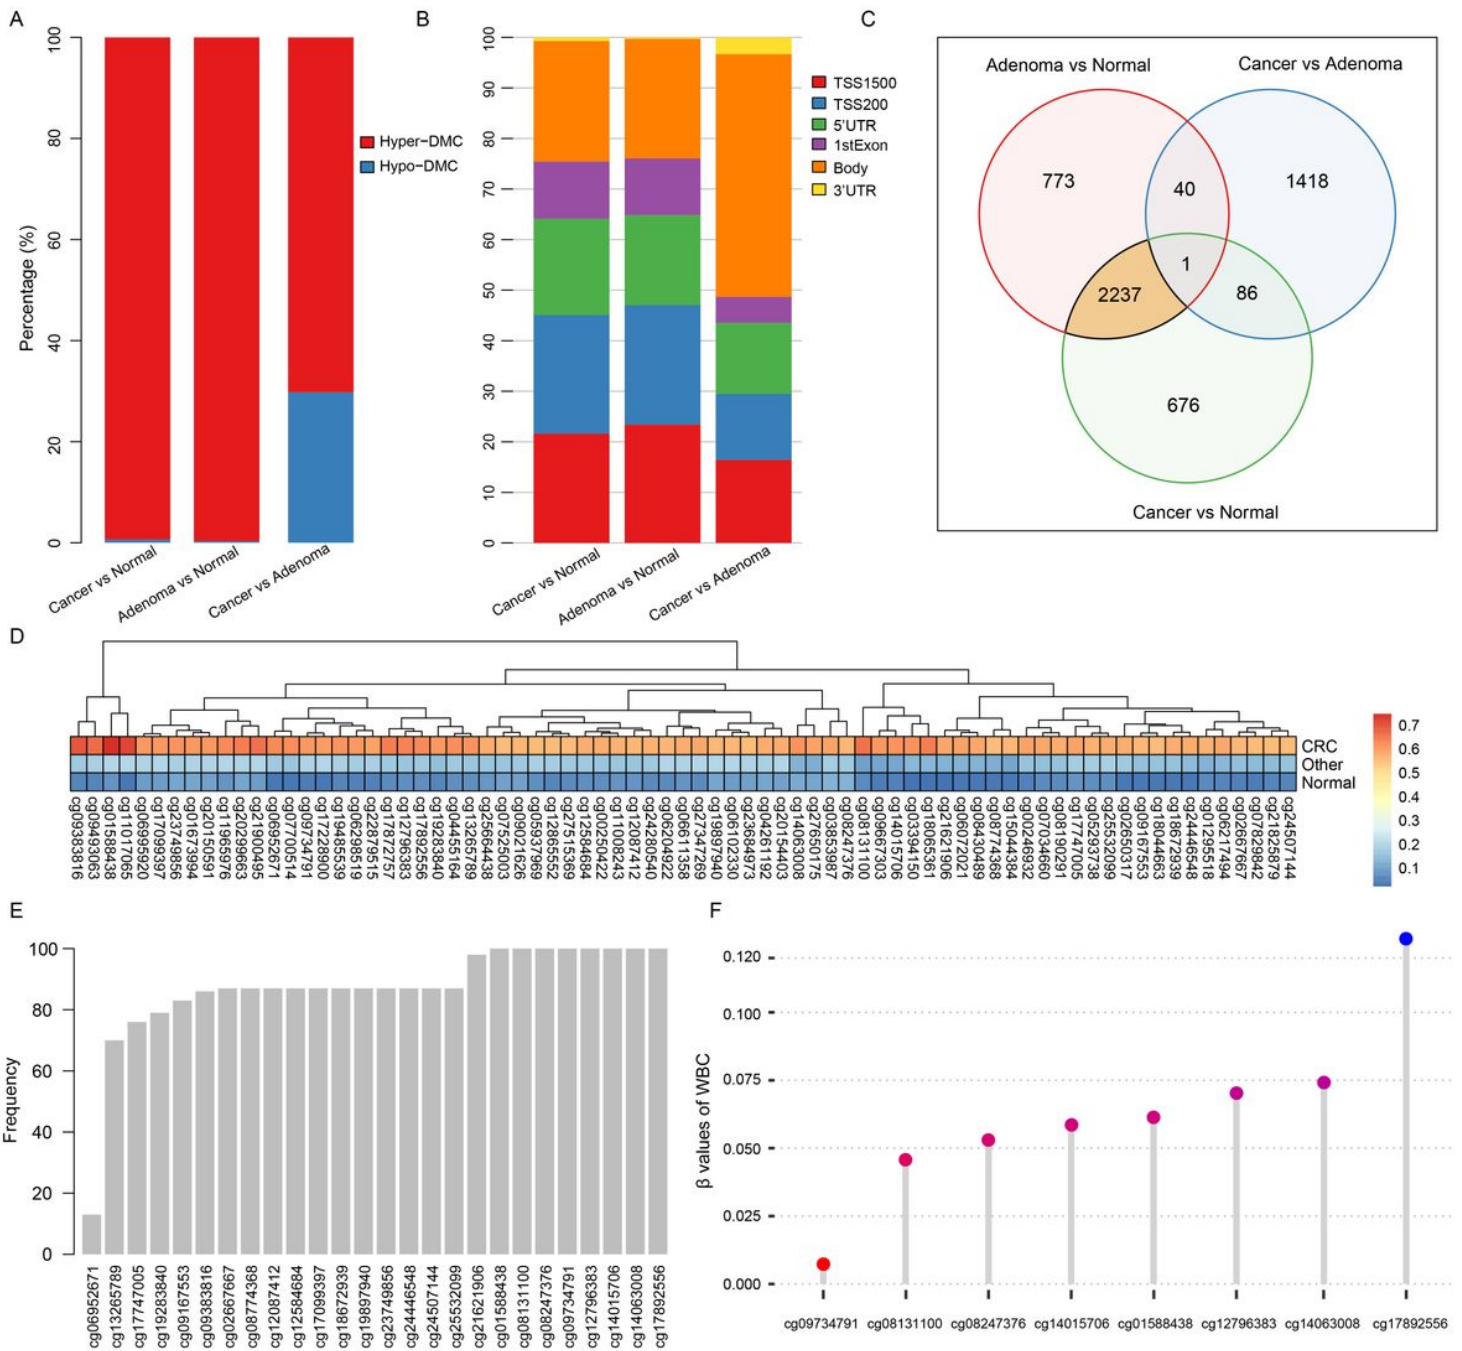 A
Percentage (%)
100
80
60
40
20
0
Cancer vs Normal
Adenoma vs Normal
Cancer vs Adenoma
Hyper−DMC
Hypo−DMC
B
100
90
80
70
60
50
40
30
20
10
0
Cancer vs Normal
Adenoma vs Normal
Cancer vs Adenoma
TSS1500
TSS200
5'UTR
1stExon
Body
3'UTR
C
Adenoma vs Normal
Cancer vs Adenoma
773
40
1418
1
2237
86
676
Cancer vs Normal
D
CRC
Other
Normal
0.7
0.6
0.5
0.4
0.3
0.2
0.1
cg09383816
cg09493063
cg01588438
cg11017065
cg06995920
cg17099397
cg23749856
cg01673994
cg20150591
cg11965976
cg20299663
cg21900495
cg06952671
cg07700514
cg09734791
cg17228900
cg19485539
cg06298519
cg22879515
cg17872757
cg12796383
cg17892556
cg19283840
cg04455164
cg13265789
cg25664438
cg07525003
cg09021626
cg05937969
cg12865552
cg27515389
cg12584684
cg00250422
cg11008243
cg12087412
cg24280540
cg06204922
cg06611358
cg27347269
cg19897940
cg06102330
cg23684973
cg04261192
cg20154403
cg14063008
cg27650175
cg03853987
cg08247376
cg08131100
cg09667303
cg14015706
cg03394150
cg18065361
cg21621906
cg06072021
cg08430489
cg08774368
cg15044384
cg00246932
cg07034660
cg08190291
cg17747005
cg05293738
cg25532099
cg02650317
cg09167553
cg18044663
cg18672939
cg24446548
cg01295518
cg06217494
cg02667667
cg07829842
cg21825879
cg24507144
E
Frequency
100
80
60
40
20
0
cg06952671
cg13265789
cg17747005
cg19283840
cg09167553
cg09383816
cg02667667
cg08774368
cg12087412
cg12584684
cg17099397
cg18672939
cg19897940
cg23749856
cg24446548
cg24507144
cg25532099
cg21621906
cg01588438
cg08131100
cg08247376
cg09734791
cg12796383
cg14015706
cg14063008
cg17892556
F
β values of WBC
0.120
0.100
0.075
0.050
0.025
0.000
cg09734791
cg08131100
cg08247376
cg14015706
cg01588438
cg12796383
cg14063008
cg17892556